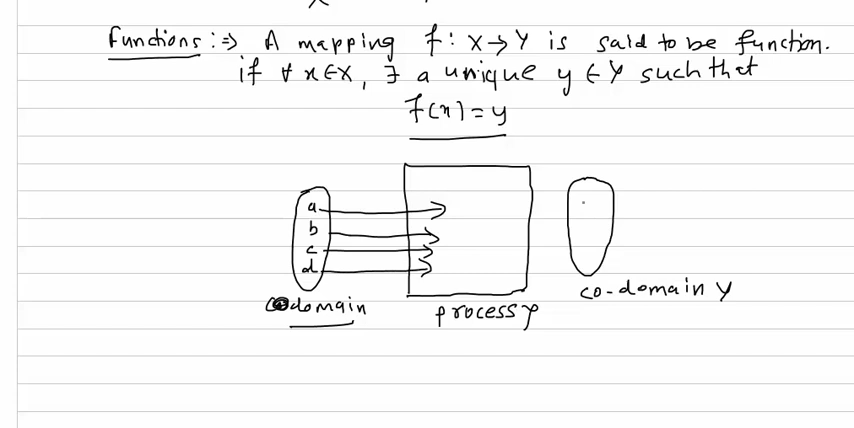 Functions :⇒ A mapping f : X → Y is said to be function.
if ∀ x ∈ X, ∃ a unique y ∈ Y such that
f(x) = y
a
b
c
d
domain
process
co-domain Y